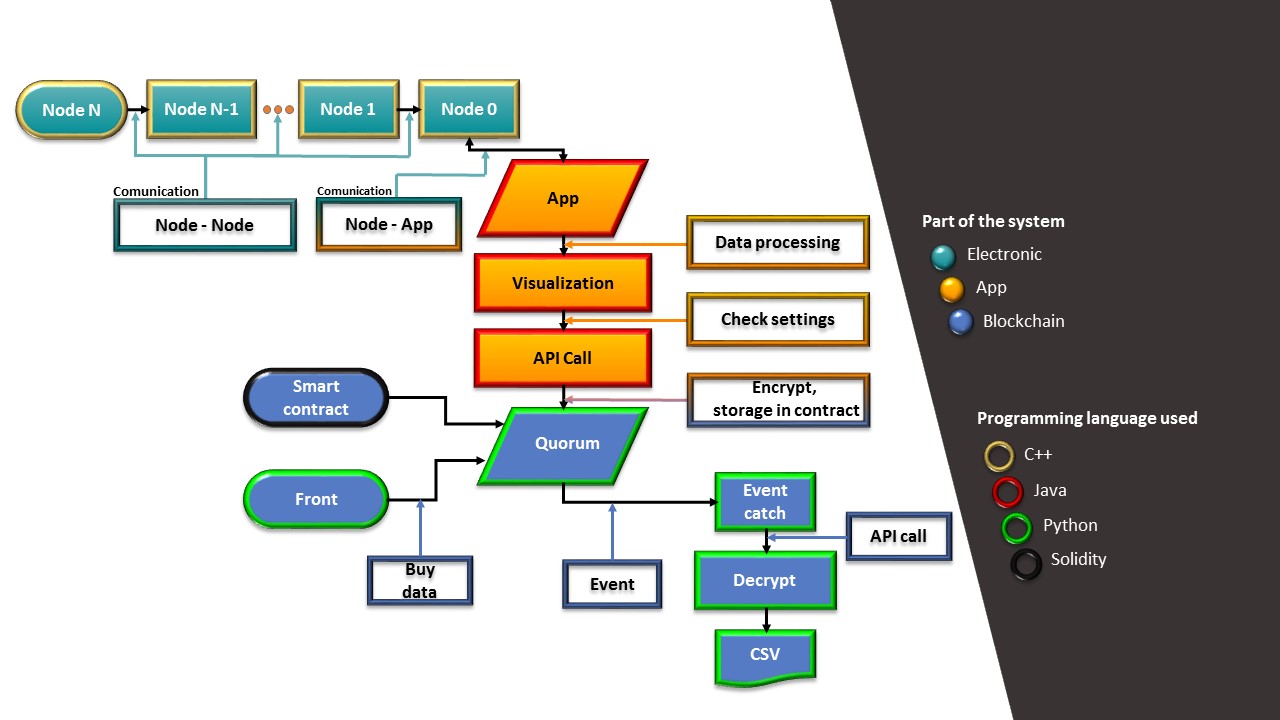 Node N
Node N-1
Node 1
Node 0
Comunication
Node - Node
Comunication
Node - App
App
Data processing
Visualization
Check settings
API Call
Encrypt,
storage in contract
Smart
contract
Quorum
Front
Event
catch
API call
Buy
data
Event
Decrypt
CSV
Part of the system
Electronic
App
Blockchain
Programming language used
C++
Java
Python
Solidity